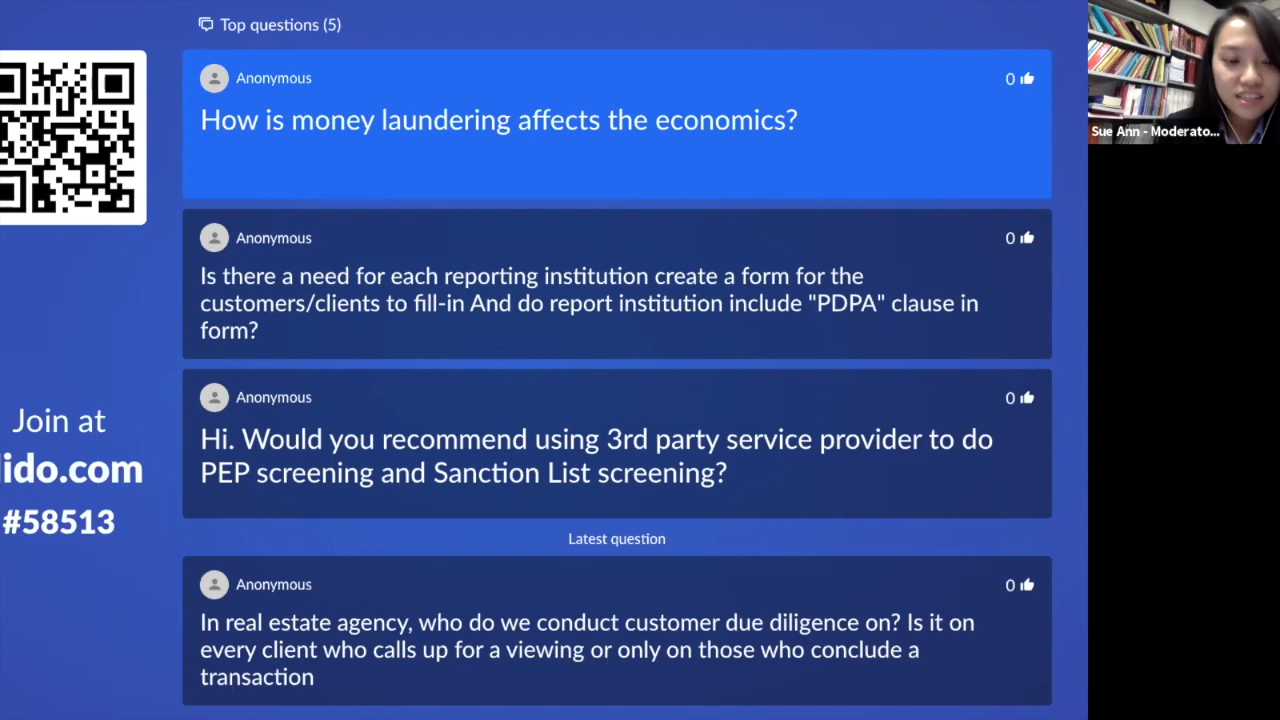 Top questions (5)
Anonymous
0
How is money laundering affects the economics?
Anonymous
0
Is there a need for each reporting institution create a form for the
customers/clients to fill-in And do report institution include "PDPA" clause in
form?
Anonymous
0
Hi. Would you recommend using 3rd party service provider to do
PEP screening and Sanction List screening?
Latest question
Anonymous
0
In real estate agency, who do we conduct customer due diligence on? Is it on
every client who calls up for a viewing or only on those who conclude a
transaction
Join at
lido.com
#58513
Sue Ann - Moderato...